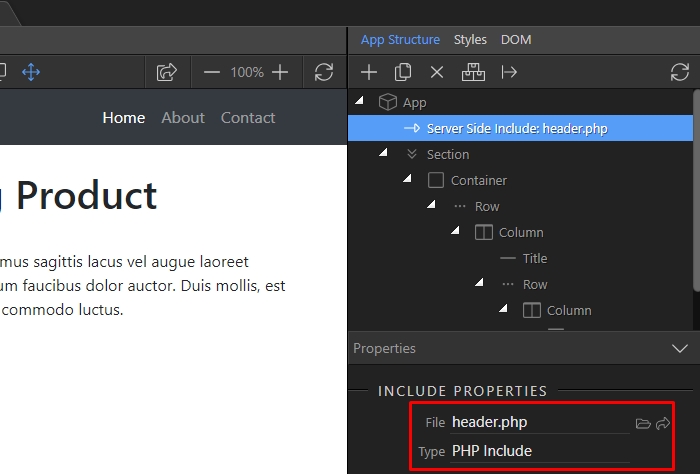 App Structure Styles DOM
100%
Home About Contact
App
Server Side Include: header.php
Section
Container
Row
Column
Title
Row
Column
Product
mus sagittis lacus vel augue laoreet
um faucibus dolor auctor. Duis mollis, est
commodo luctus.
Properties
INCLUDE PROPERTIES
File header.php
Type PHP Include